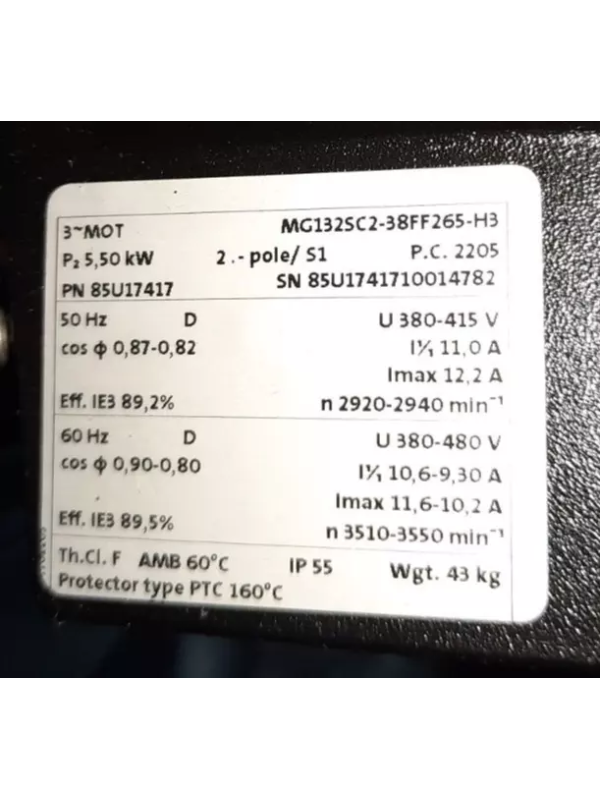 3~MOT MG132SC2-38FF265-H3
P₂ 5,50 kW 2.- pole/ S1 P.C. 2205
PN 85U17417 SN 85U1741710014782
50 Hz D U 380-415 V
cos φ 0,87-0,82 I¹⁄₁ 11,0 A
Imax 12,2 A
Eff. IE3 89,2% n 2920-2940 min⁻¹
60 Hz D U 380-480 V
cos φ 0,90-0,80 I¹⁄₁ 10,6-9,30 A
Imax 11,6-10,2 A
Eff. IE3 89,5% n 3510-3550 min⁻¹
Th.Cl. F AMB 60°C IP 55 Wgt. 43 kg
Protector type PTC 160°C